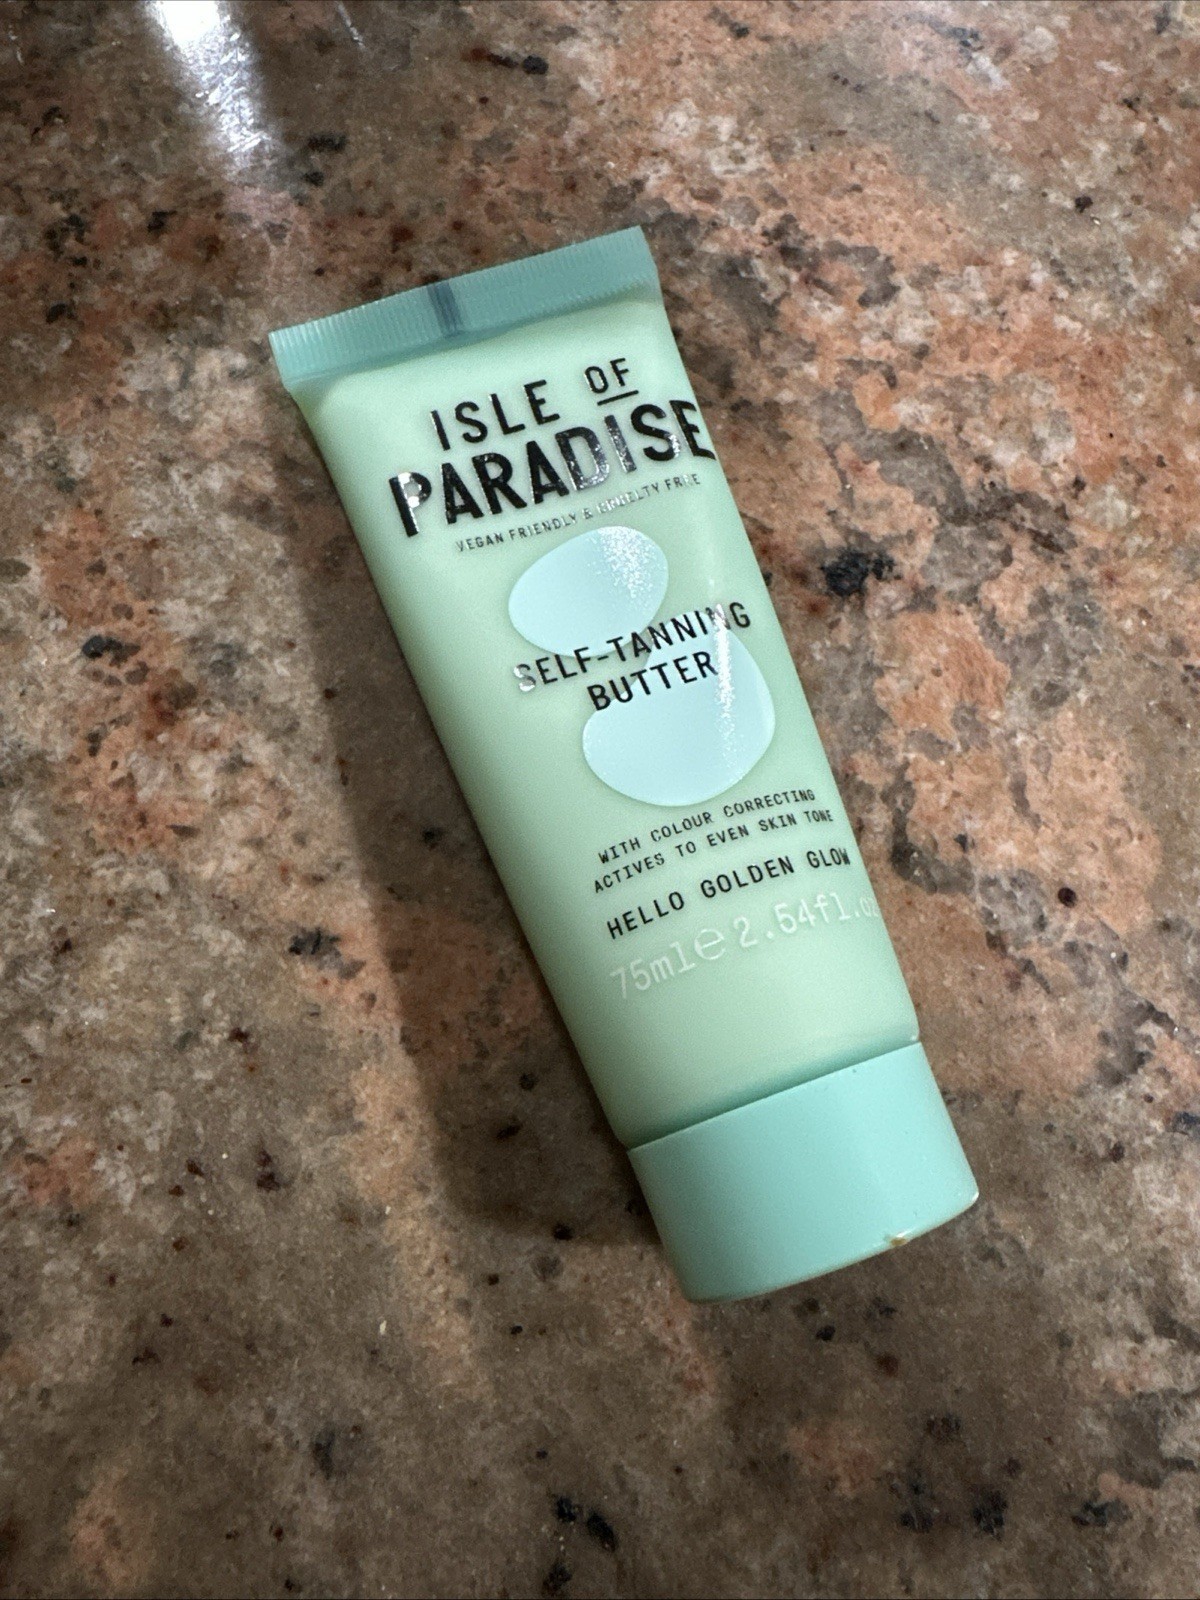 ISLE OF
PARADISE
VEGAN FRIENDLY & CRUELTY FREE
SELF-TANNING
BUTTER
WITH COLOUR CORRECTING
ACTIVES TO EVEN SKIN TONE
HELLO GOLDEN GLOW
75ml℮2.54fl.oz